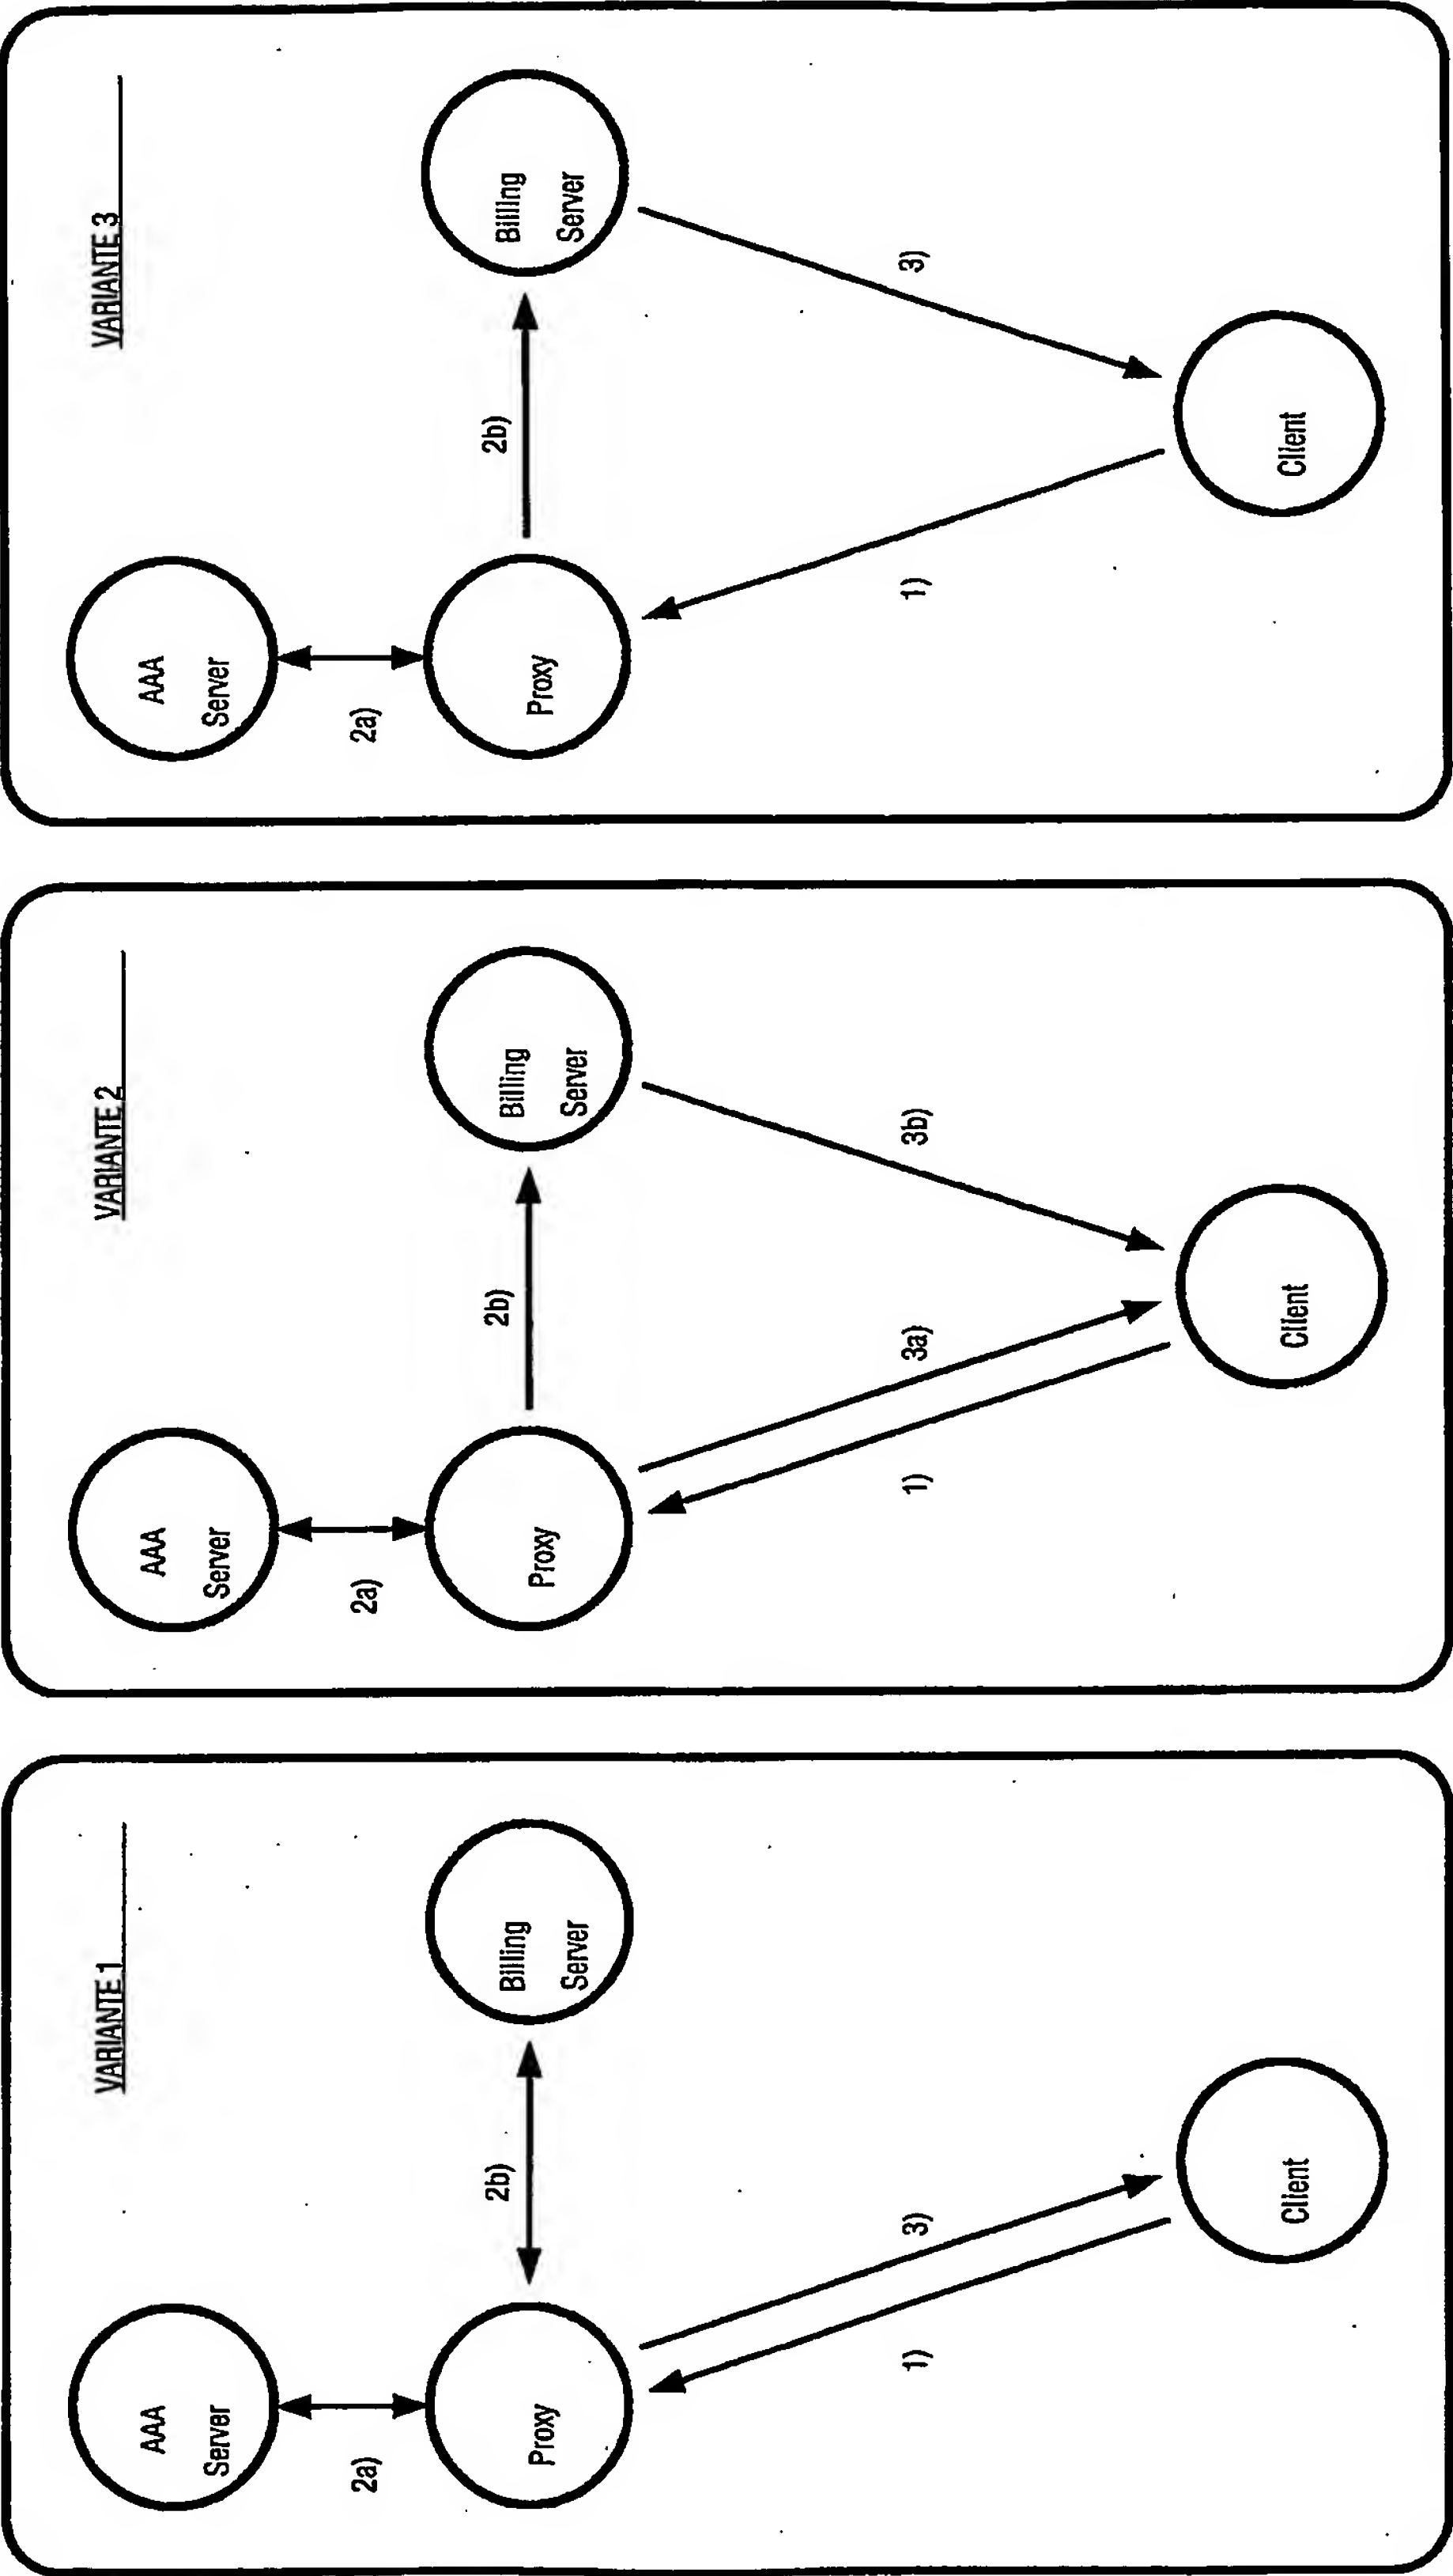 VARIANTE 1
AAA
Server
2a)
Proxy
2b)
Billing
Server
1)
3)
Client
VARIANTE 2
AAA
Server
2a)
Proxy
2b)
Billing
Server
1)
3a)
3b)
Client
VARIANTE 3
AAA
Server
2a)
Proxy
2b)
Billing
Server
1)
3)
Client